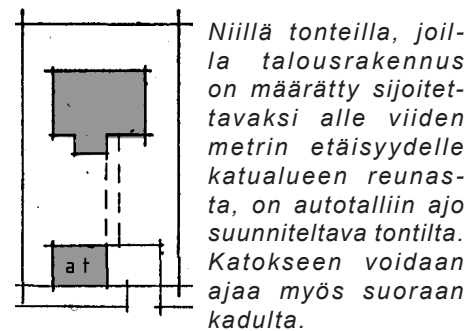 Niillä tonteilla, joil-
la talousrakennus
on määrätty sijoitet-
tavaksi alle viiden
metrin etäisyydelle
katualueen reunas-
ta, on autotalliin ajo
suunniteltava tontilta.
Katokseen voidaan
ajaa myös suoraan
kadulta.
at